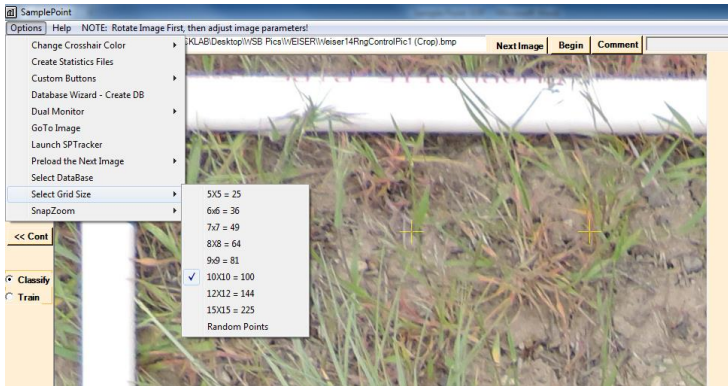 SamplePoint
Options Help NOTE: Rotate Image First, then adjust image parameters!
CKLAB\Desktop\WSB Pics\WEISER\Weiser14RngControlPic1 (Crop).bmp Next Image Begin Comment
Change Crosshair Color
Create Statistics Files
Custom Buttons
Database Wizard - Create DB
Dual Monitor
GoTo Image
Launch SPTracker
Preload the Next Image
Select DataBase
Select Grid Size
SnapZoom
5X5 = 25
6x6 = 36
7x7 = 49
8X8 = 64
9x9 = 81
10X10 = 100
12X12 = 144
15X15 = 225
Random Points
<< Cont
Classify
Train